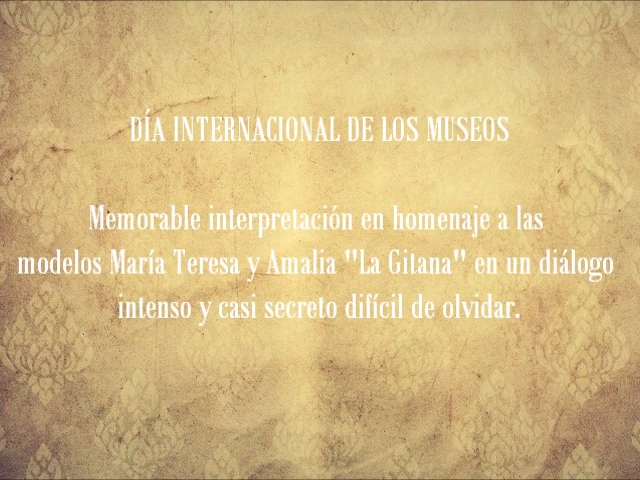 DÍA INTERNACIONAL DE LOS MUSEOS
Memorable interpretación en homenaje a las
modelos María Teresa y Amalia "La Gitana" en un diálogo
intenso y casi secreto difícil de olvidar.